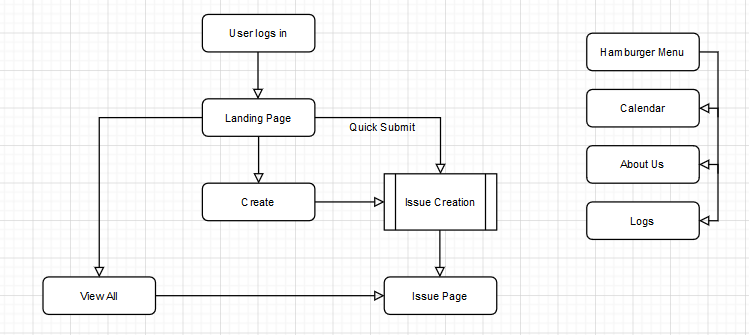 User logs in
Hamburger Menu
Landing Page
Quick Submit
Calendar
Create
Issue Creation
About Us
Logs
View All
Issue Page